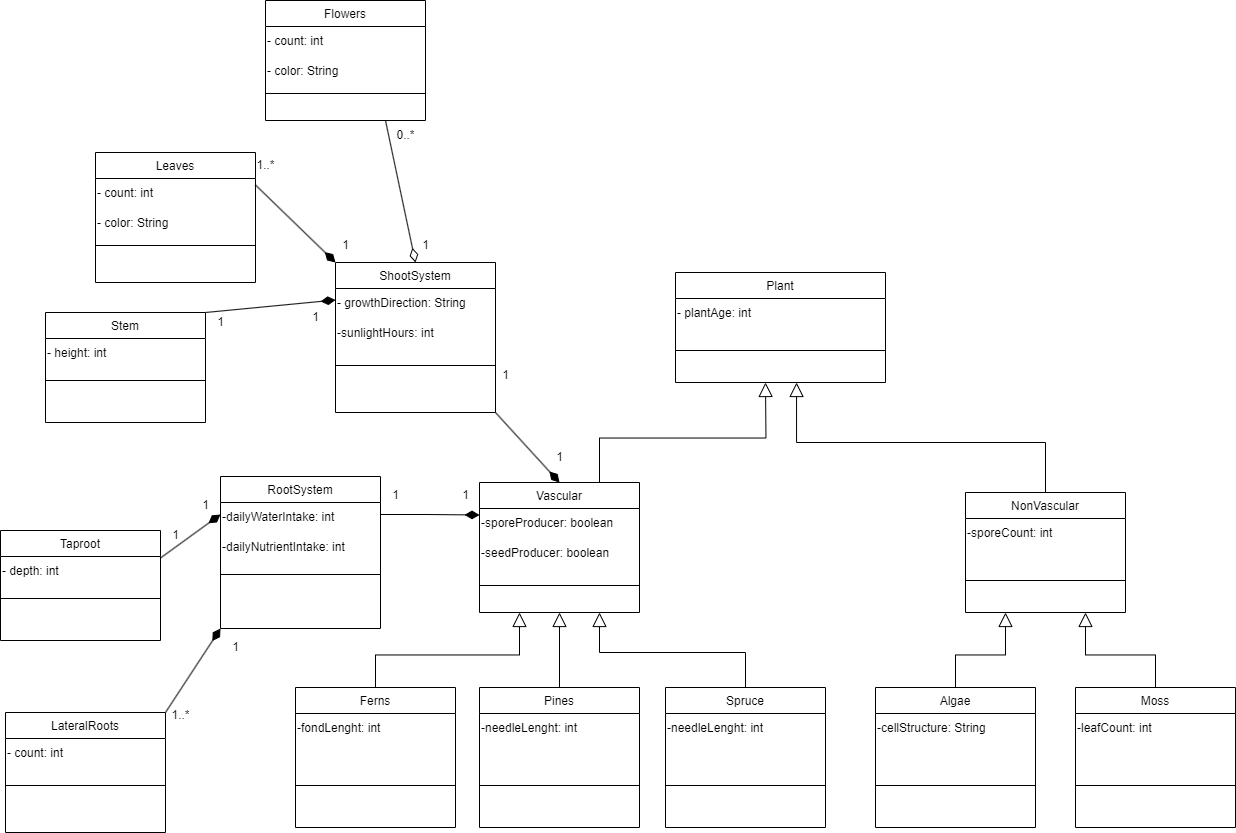 Flowers
- count: int
- color: String
0..*
Leaves
1..*
- count: int
- color: String
1
1
ShootSystem
- growthDirection: String
-sunlightHours: int
1
1
Stem
- height: int
1
1
Plant
- plantAge: int
RootSystem
-dailyWaterIntake: int
-dailyNutrientIntake: int
1
1
Vascular
-sporeProducer: boolean
-seedProducer: boolean
NonVascular
-sporeCount: int
1
1
Taproot
- depth: int
1
1..*
LateralRoots
- count: int
Ferns
-fondLenght: int
Pines
-needleLenght: int
Spruce
-needleLenght: int
Algae
-cellStructure: String
Moss
-leafCount: int